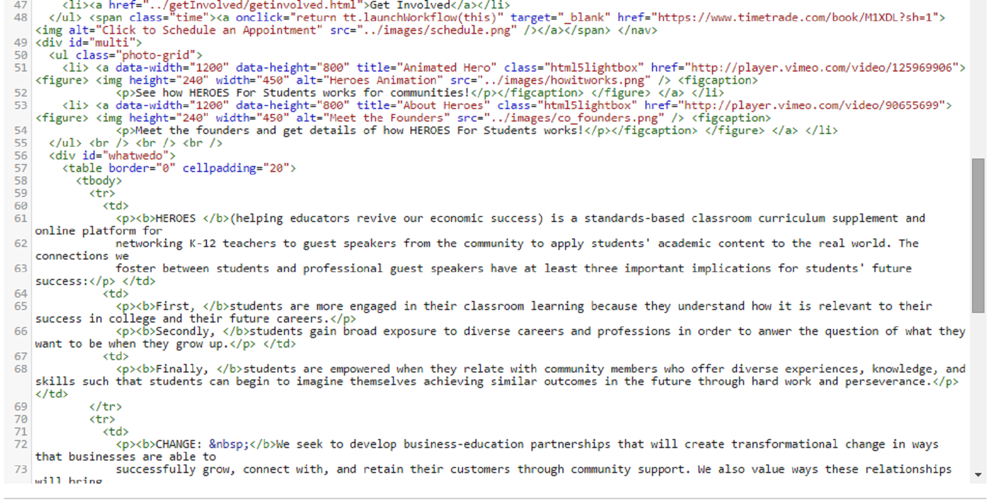 47 <li><a href="../getInvolved/getinvolved.html">Get Involved</a></li>
48 </ul> <span class="time"><a onclick="return tt.launchWorkflow(this)" target="_blank" href="https://www.timetrade.com/book/M1XDL?sh=1">
<img alt="Click to Schedule an Appointment" src="../images/schedule.png" /></a></span> </nav>
49 <div id="multi">
50 <ul class="photo-grid">
51 <li> <a data-width="1200" data-height="800" title="Animated Hero" class="html5lightbox" href="http://player.vimeo.com/video/125969906">
<figure> <img height="240" width="450" alt="Heroes Animation" src="../images/howitworks.png" /> <figcaption>
52 <p>See how HEROES For Students works for communities!</p></figcaption> </figure> </a> </li>
53 <li> <a data-width="1200" data-height="800" title="About Heroes" class="html5lightbox" href="http://player.vimeo.com/video/90655699">
<figure> <img height="240" width="450" alt="Meet the Founders" src="../images/co_founders.png" /> <figcaption>
54 <p>Meet the founders and get details of how HEROES For Students works!</p></figcaption> </figure> </a> </li>
55 </ul> <br /> <br /> <br />
56 <div id="whatwedo">
57 <table border="0" cellpadding="20">
58 <tbody>
59 <tr>
60 <td>
61 <p><b>HEROES </b>(helping educators revive our economic success) is a standards-based classroom curriculum supplement and
online platform for
62 networking K-12 teachers to guest speakers from the community to apply students' academic content to the real world. The
connections we
63 foster between students and professional guest speakers have at least three important implications for students' future
success:</p> </td>
64 <td>
65 <p><b>First, </b>students are more engaged in their classroom learning because they understand how it is relevant to their
success in college and their future careers.</p>
66 <p><b>Secondly, </b>students gain broad exposure to diverse careers and professions in order to anwer the question of what they
want to be when they grow up.</p> </td>
67 <td>
68 <p><b>Finally, </b>students are empowered when they relate with community members who offer diverse experiences, knowledge, and
skills such that students can begin to imagine themselves achieving similar outcomes in the future through hard work and perseverance.</p>
</td>
69 </tr>
70 <tr>
71 <td>
72 <p><b>CHANGE: &nbsp;</b>We seek to develop business-education partnerships that will create transformational change in ways
that businesses are able to
73 successfully grow, connect with, and retain their customers through community support. We also value ways these relationships
will bring